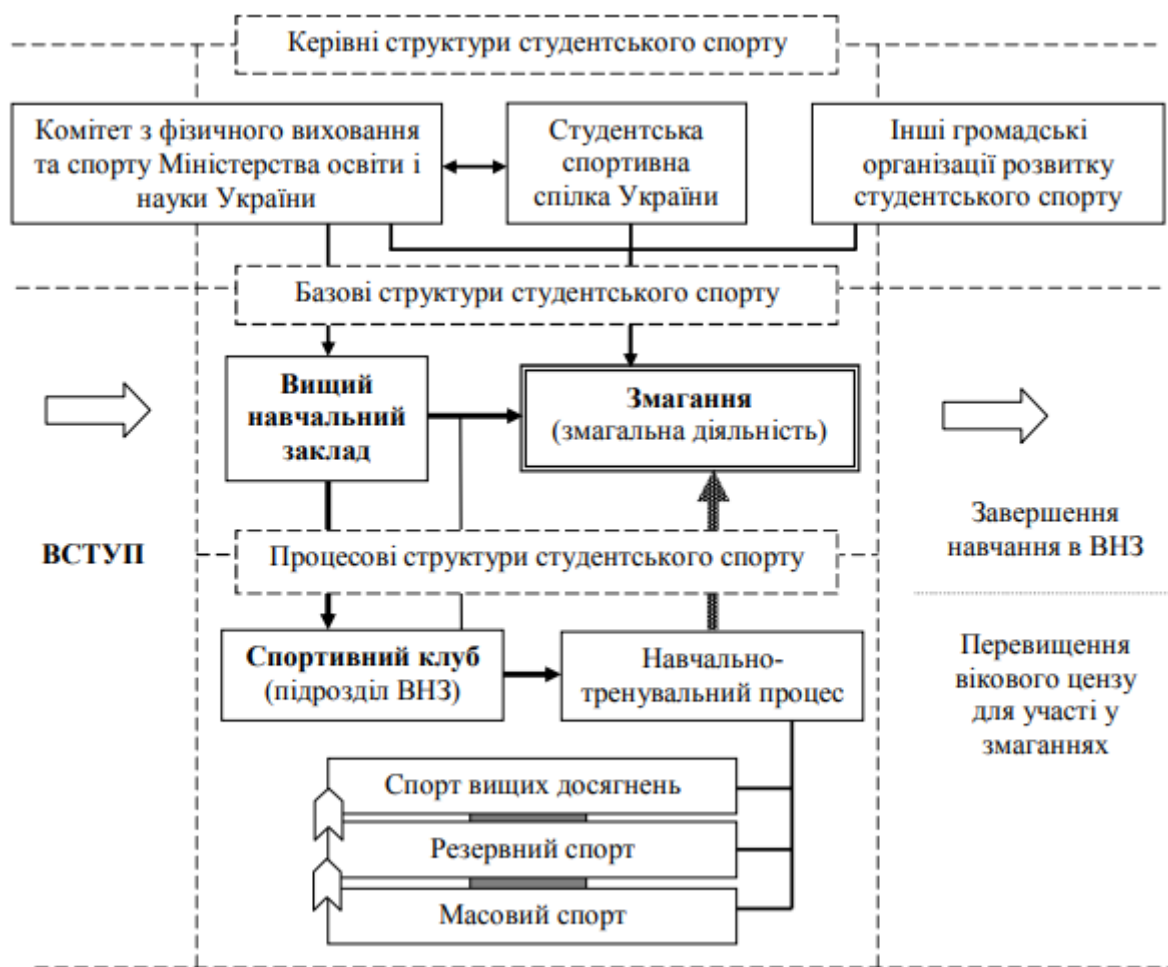 Керівні структури студентського спорту
Комітет з фізичного виховання
та спорту Міністерства освіти і
науки України
Студентська
спортивна
спілка України
Інші громадські
організації розвитку
студентського спорту
Базові структури студентського спорту
Вищий
навчальний
заклад
Змагання
(змагальна діяльність)
ВСТУП
Процесові структури студентського спорту
Завершення
навчання в ВНЗ
Спортивний клуб
(підрозділ ВНЗ)
Навчально-
тренувальний процес
Перевищення
вікового цензу
для участі у
змаганнях
Спорт вищих досягнень
Резервний спорт
Масовий спорт